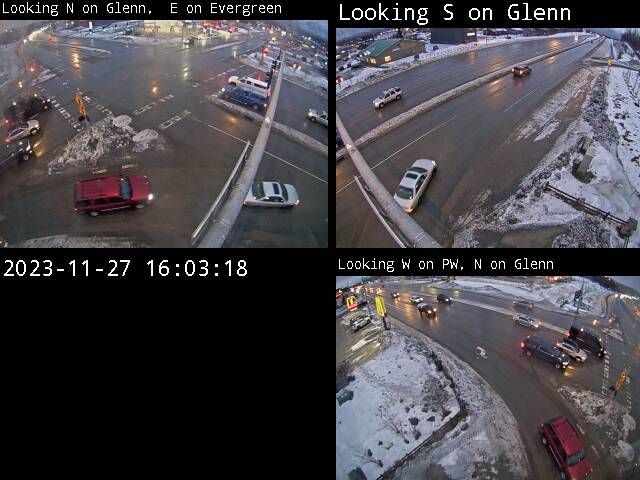 Looking N on Glenn,  E on Evergreen
Looking S on Glenn
2023-11-27 16:03:18
Looking W on PW, N on Glenn